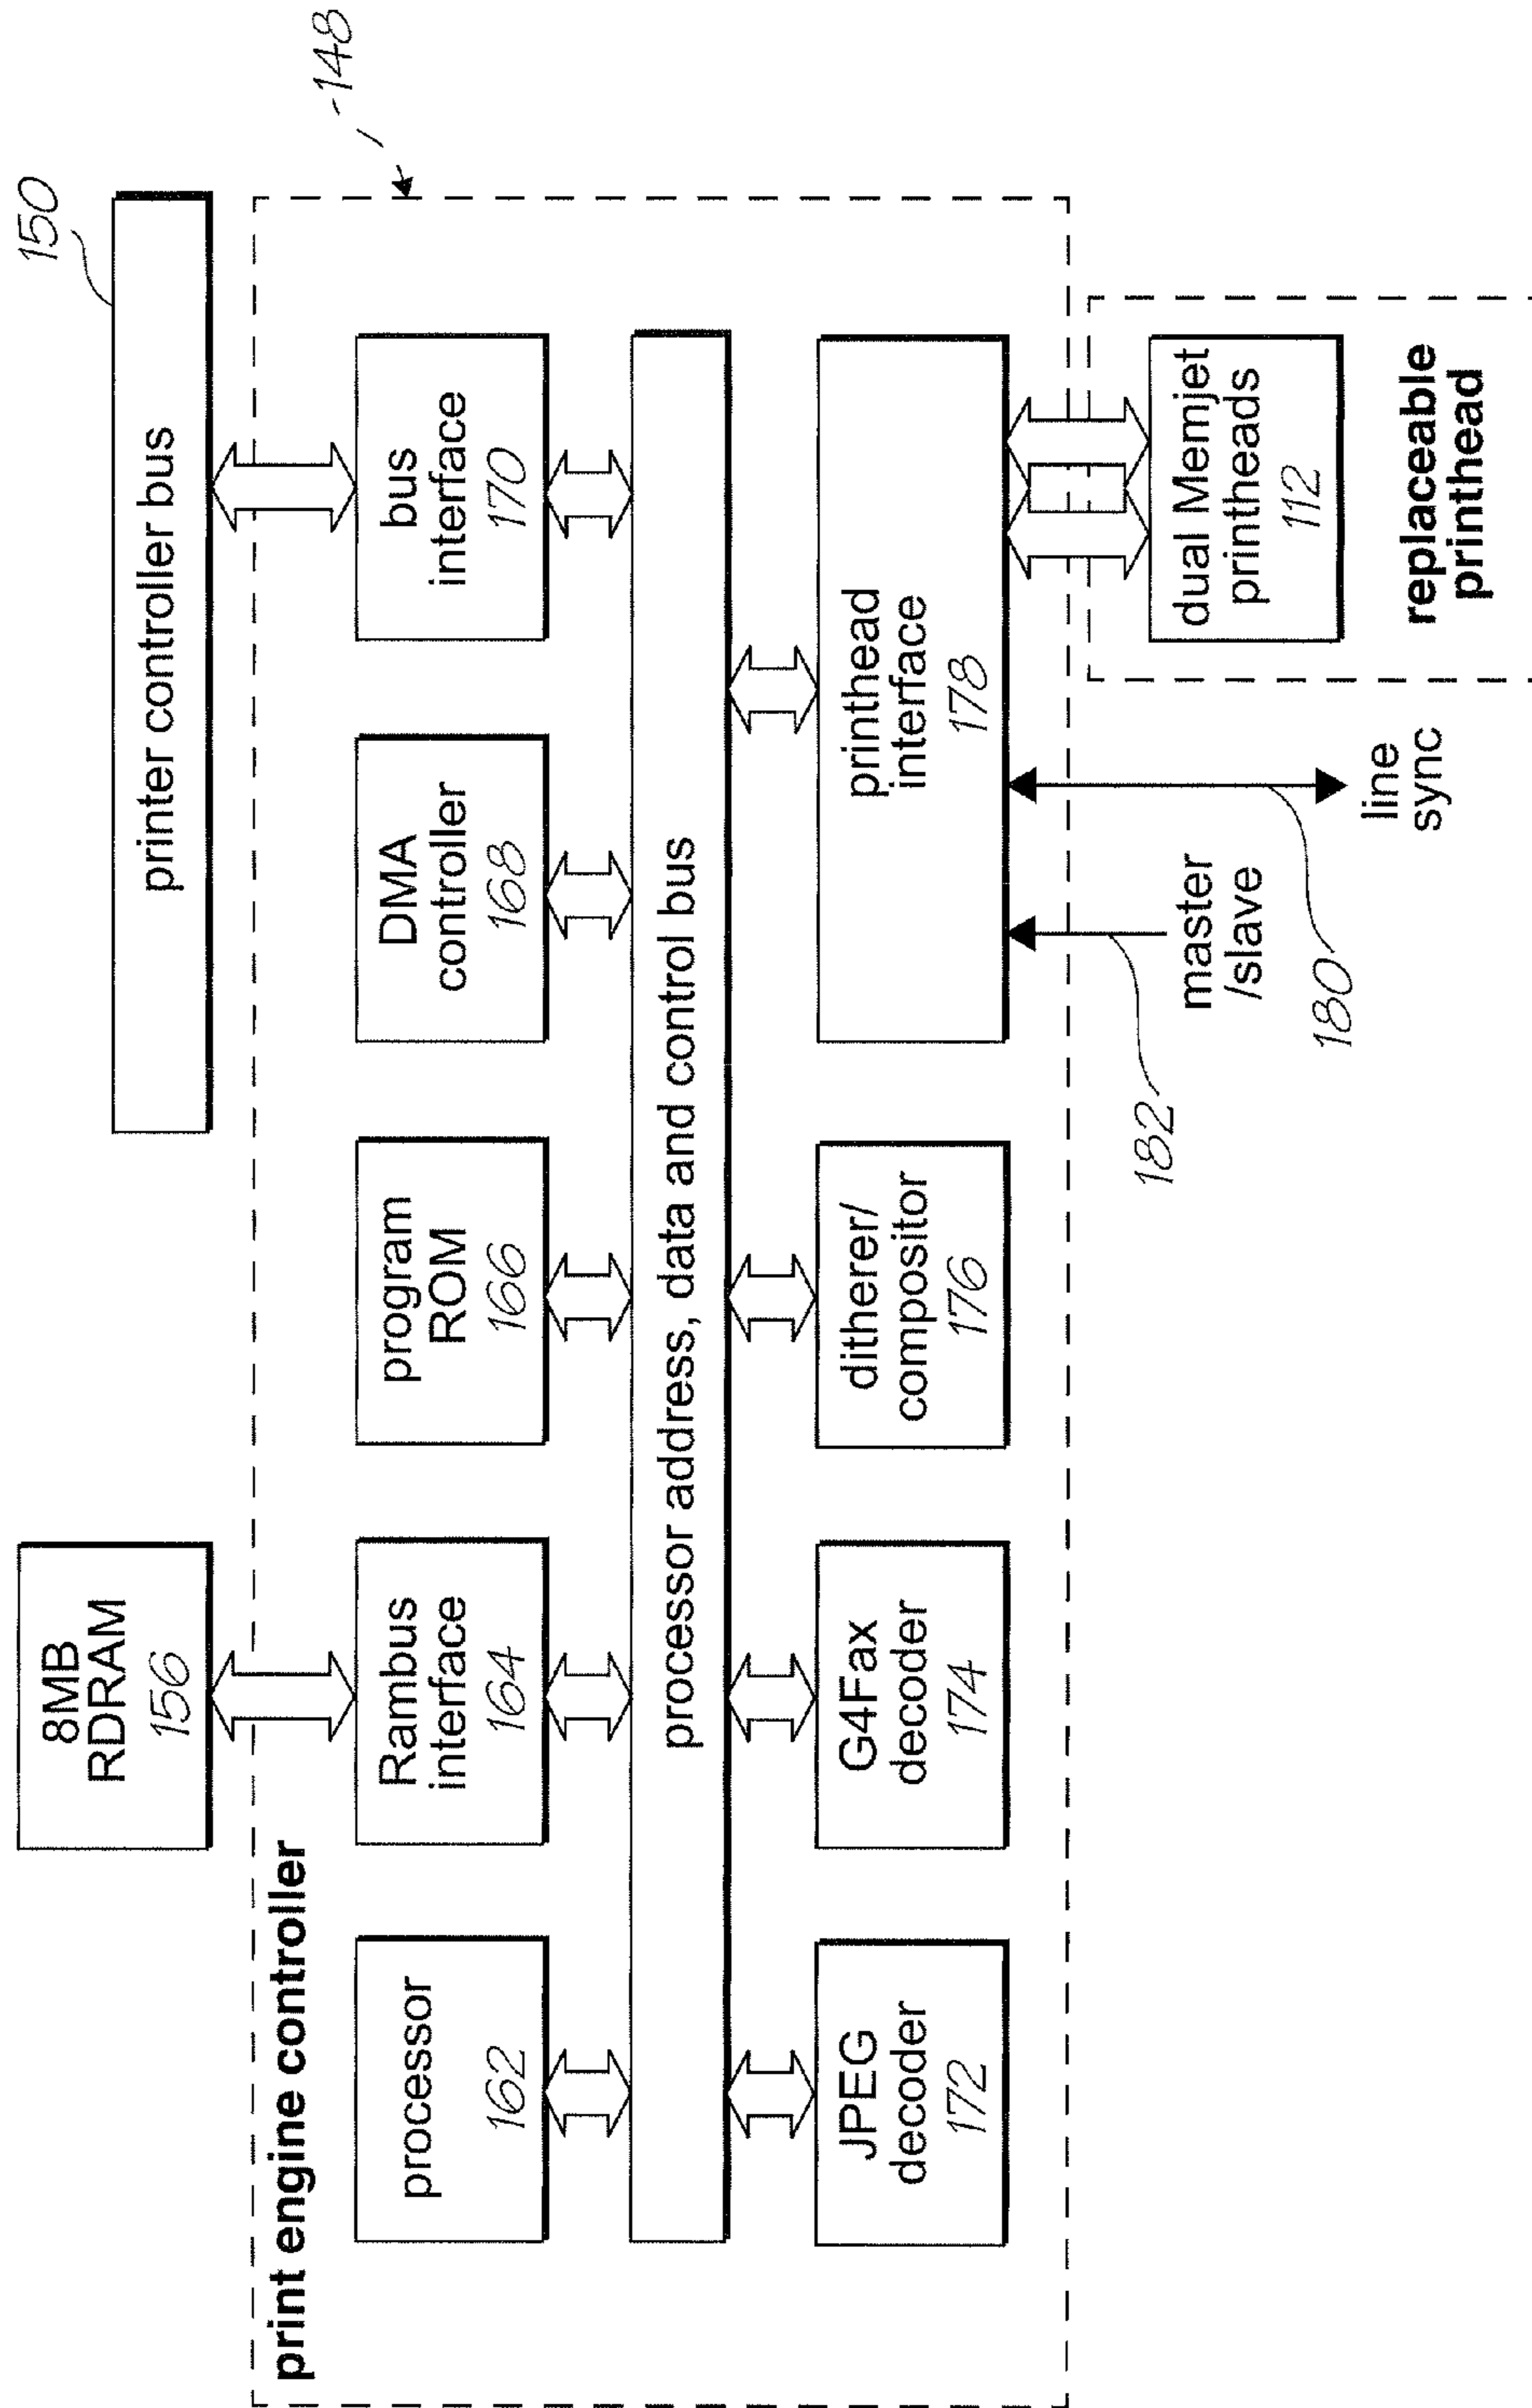 8MB
RDRAM
156
150
printer controller bus
148
print engine controller
processor
162
Rambus
interface
164
program
ROM
166
DMA
controller
168
bus
interface
170
processor address, data and control bus
JPEG
decoder
172
G4Fax
decoder
174
ditherer/
compositor
176
printhead
interface
178
182
master
/slave
180
line
sync
dual Memjet
printheads
112
replaceable
printhead